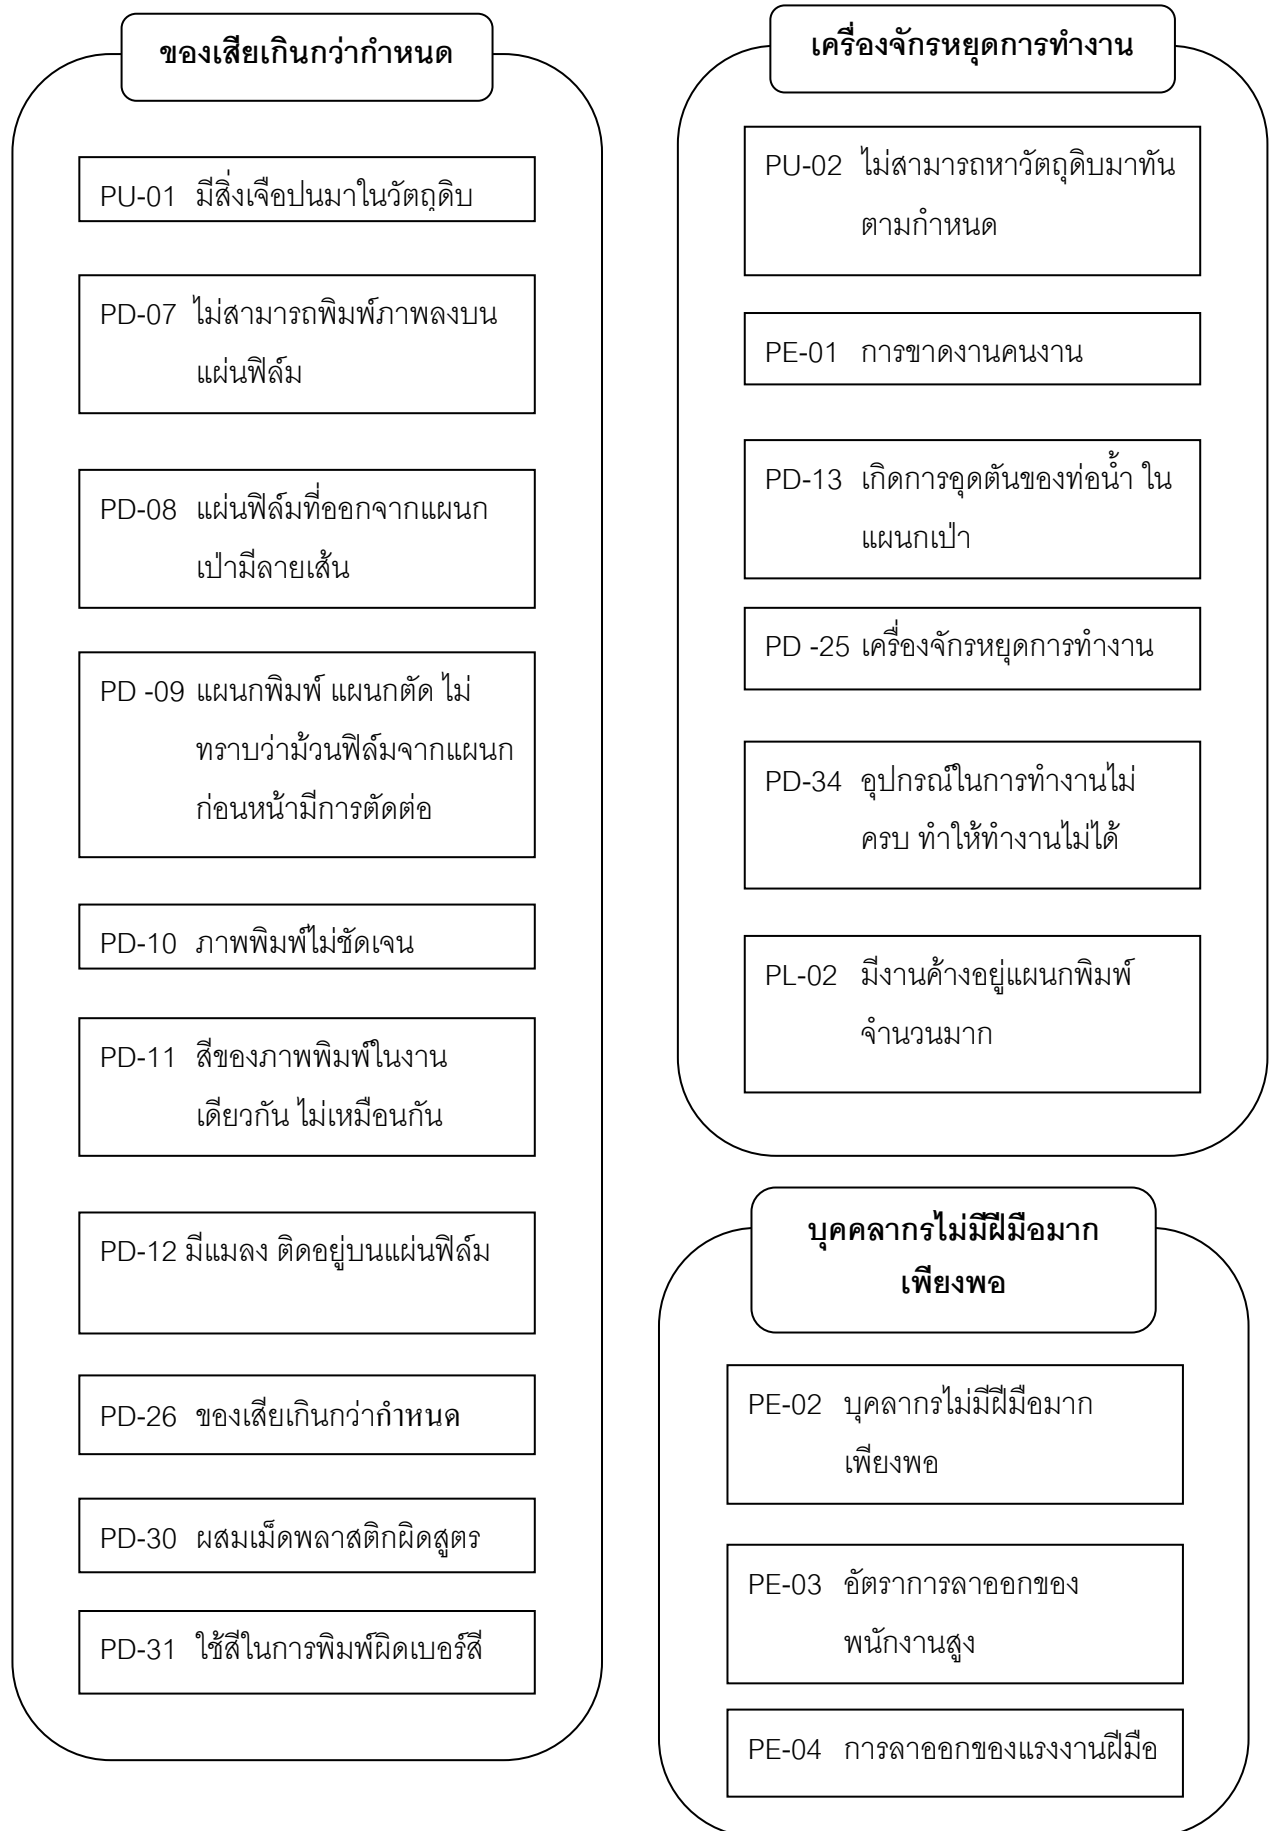 ของเสียเกินกว่ากำหนด
PU-01 มีสิ่งเจือปนมาในวัตถุดิบ
PD-07 ไม่สามารถพิมพ์ภาพลงบน
แผ่นฟิล์ม
PD-08 แผ่นฟิล์มที่ออกจากแผนก
เป่ามีลายเส้น
PD -09 แผนกพิมพ์ แผนกตัด ไม่
ทราบว่าม้วนฟิล์มจากแผนก
ก่อนหน้ามีการตัดต่อ
PD-10 ภาพพิมพ์ไม่ชัดเจน
PD-11 สีของภาพพิมพ์ในงาน
เดียวกัน ไม่เหมือนกัน
PD-12 มีแมลง ติดอยู่บนแผ่นฟิล์ม
PD-26 ของเสียเกินกว่ากำหนด
PD-30 ผสมเม็ดพลาสติกผิดสูตร
PD-31 ใช้สีในการพิมพ์ผิดเบอร์สี
เครื่องจักรหยุดการทำงาน
PU-02 ไม่สามารถหาวัตถุดิบมาทัน
ตามกำหนด
PE-01 การขาดงานคนงาน
PD-13 เกิดการอุดตันของท่อน้ำ ใน
แผนกเป่า
PD -25 เครื่องจักรหยุดการทำงาน
PD-34 อุปกรณ์ในการทำงานไม่
ครบ ทำให้ทำงานไม่ได้
PL-02 มีงานค้างอยู่แผนกพิมพ์
จำนวนมาก
บุคคลากรไม่มีฝีมือมาก
เพียงพอ
PE-02 บุคลากรไม่มีฝีมือมาก
เพียงพอ
PE-03 อัตราการลาออกของ
พนักงานสูง
PE-04 การลาออกของแรงงานฝีมือ